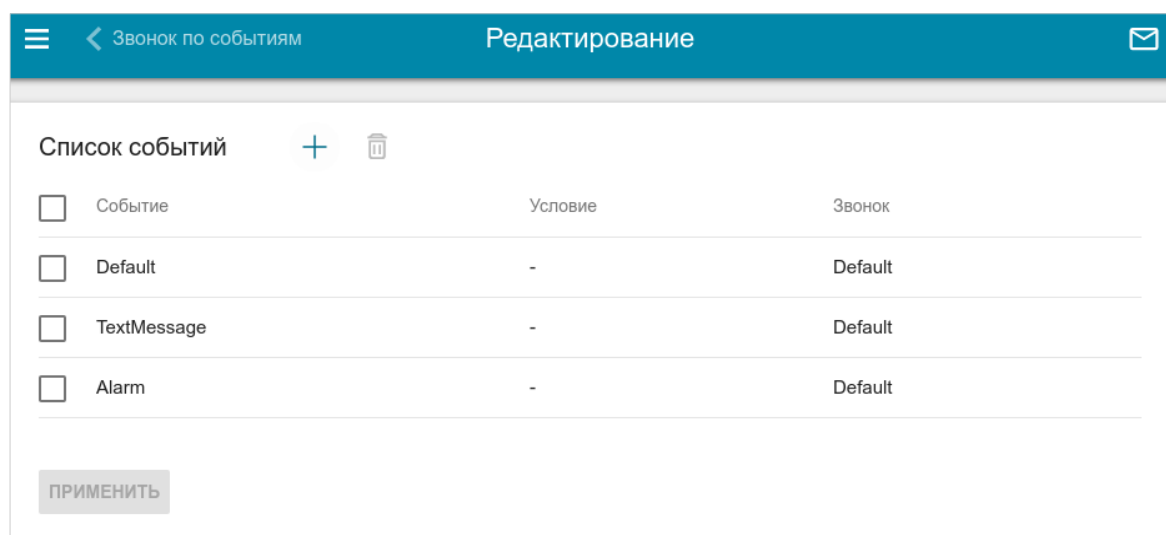 Звонок по событиям Редактирование
Список событий
Событие Условие Звонок
Default - Default
TextMessage - Default
Alarm - Default
ПРИМЕНИТЬ